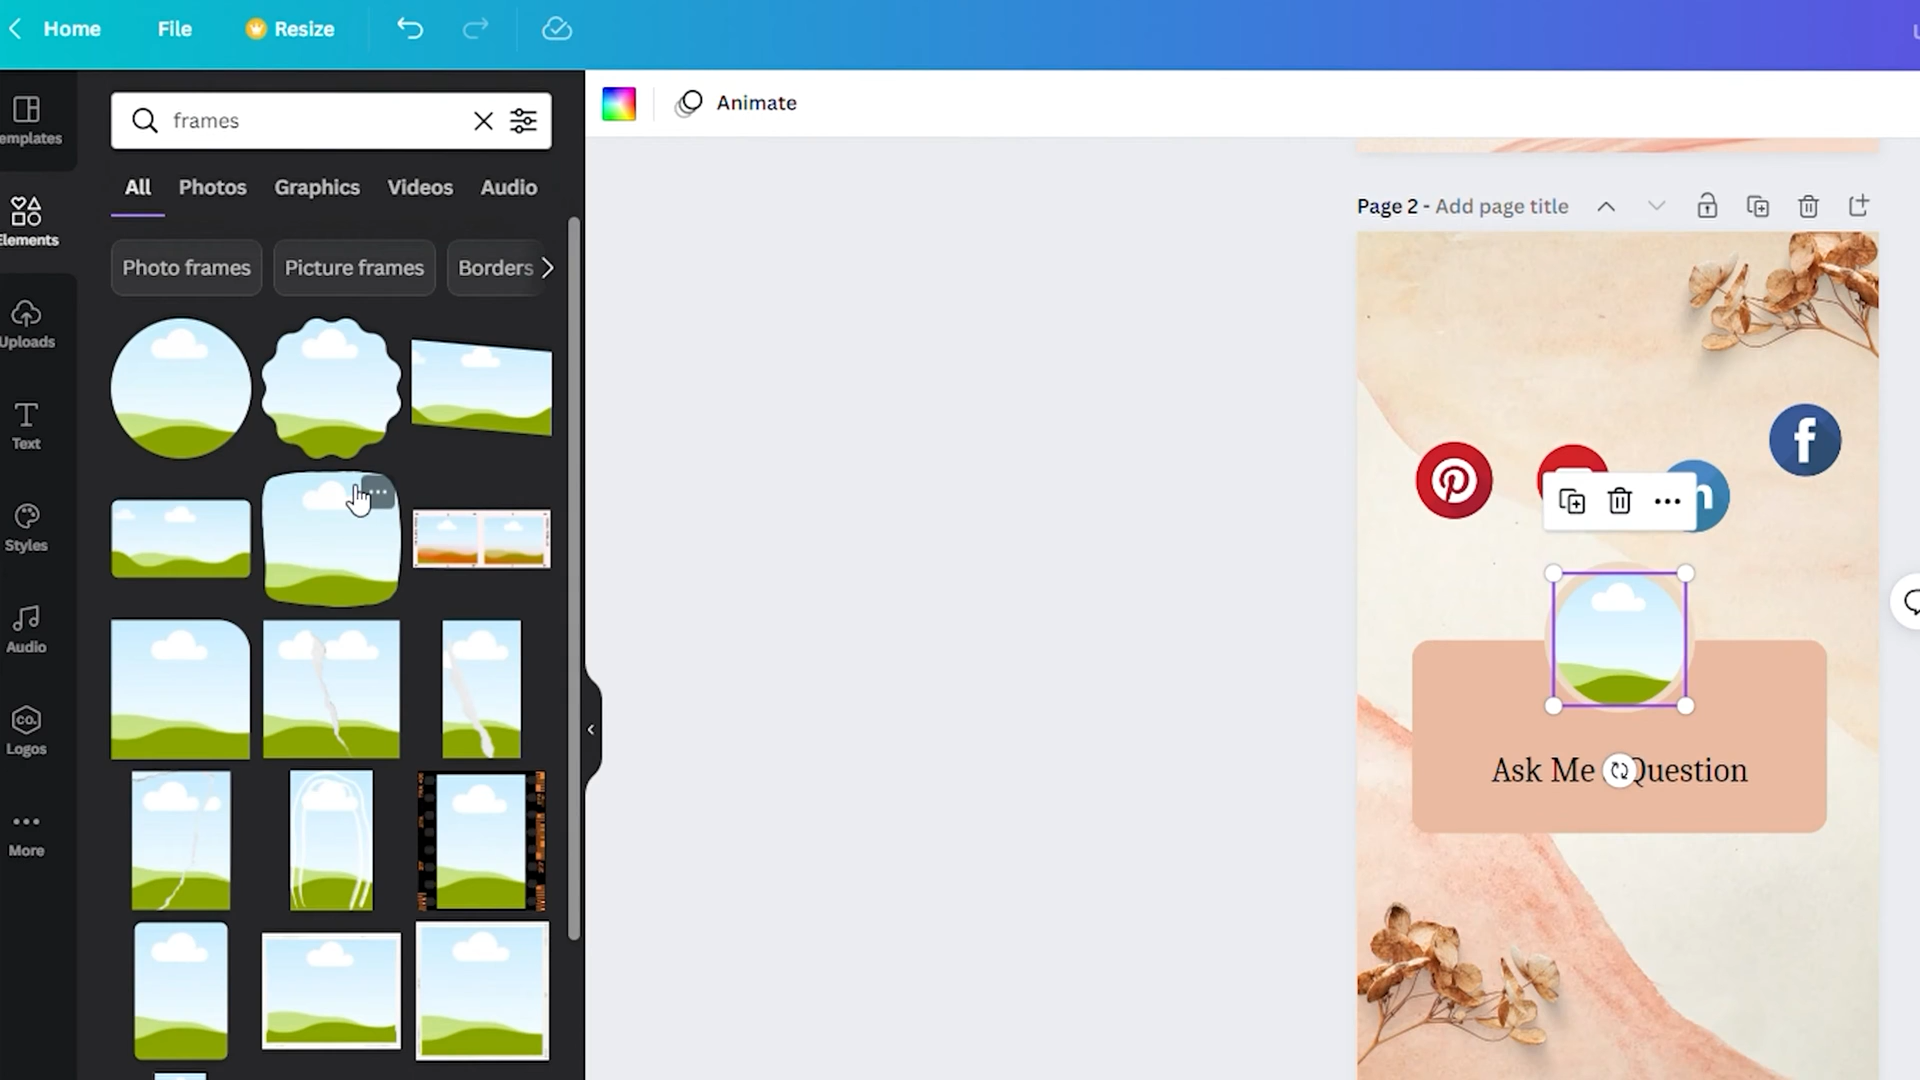 Home File Resize
frames
Animate
emplates
All Photos Graphics Videos Audio
Page 2 - Add page title
Elements
Photo frames Picture frames Borders
Uploads
Text
Styles
Audio
Logos
CO.
More
f
n
Ask Me Question